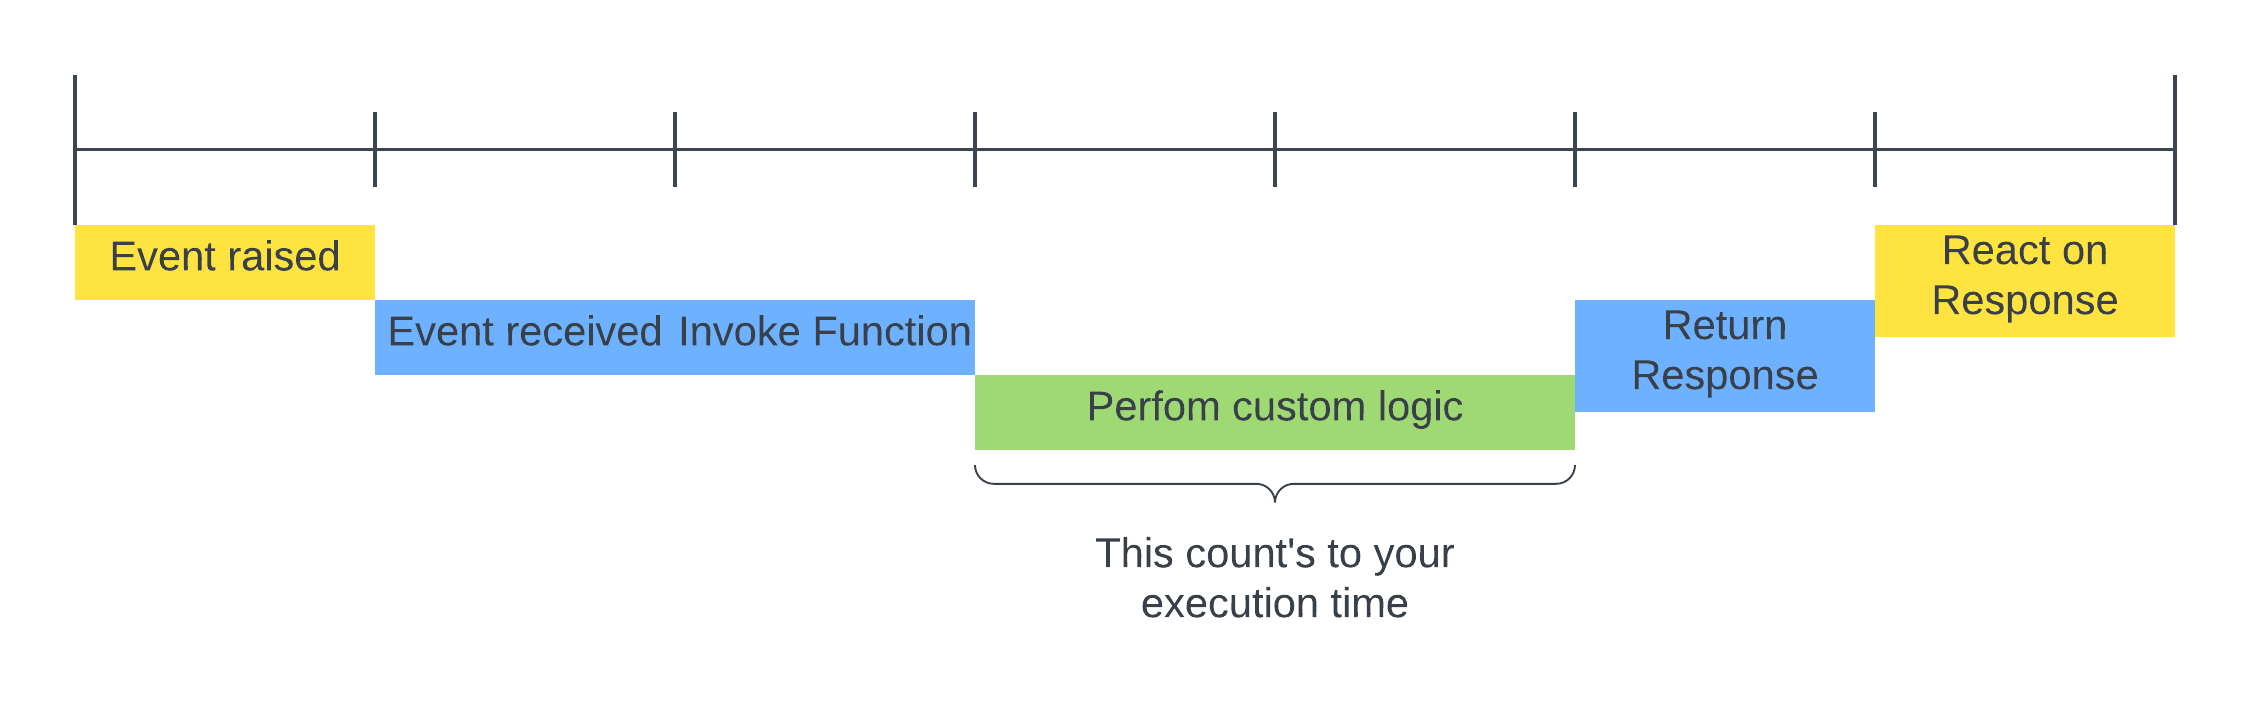 Event raised
Event received
Invoke Function
Perfom custom logic
Return
Response
React on
Response
This count's to your
execution time